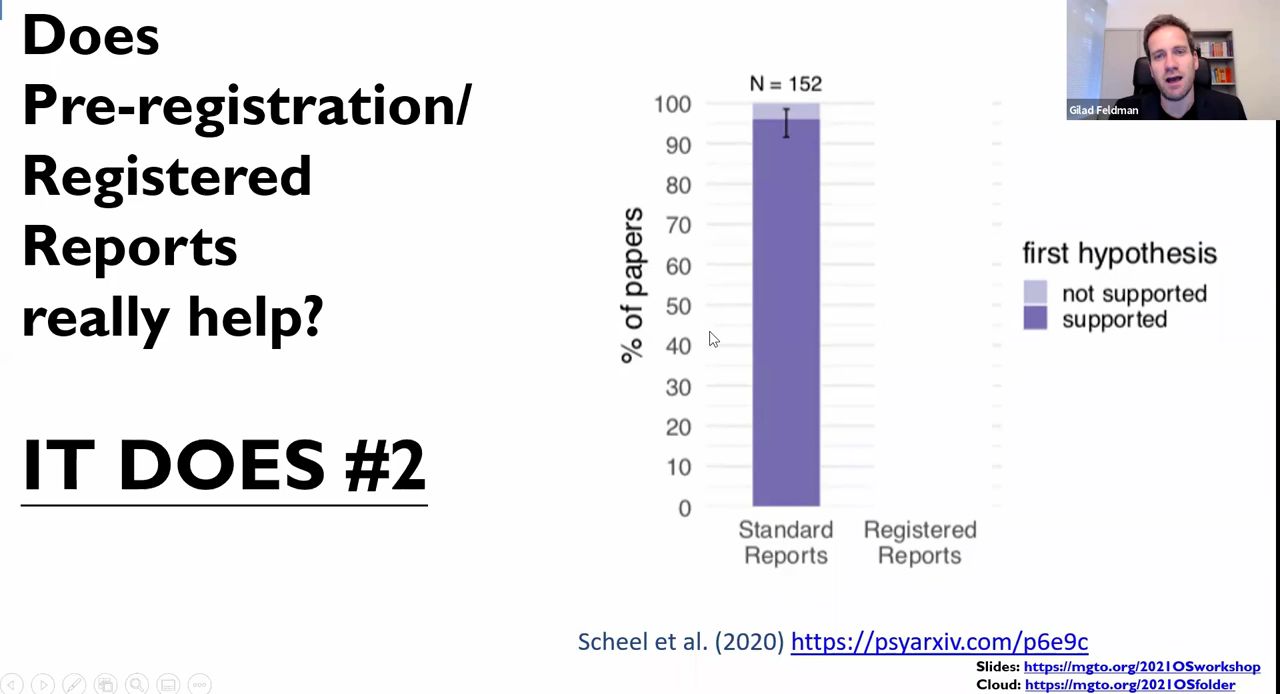 Does
Pre-registration/
Registered
Reports
really help?
IT DOES #2
N = 152
% of papers
100
90
80
70
60
50
40
30
20
10
0
Standard
Reports
Registered
Reports
first hypothesis
not supported
supported
Gilad Feldman
Scheel et al. (2020) https://psyarxiv.com/p6e9c
Slides: https://mgto.org/2021OSworkshop
Cloud: https://mgto.org/2021OSfolder